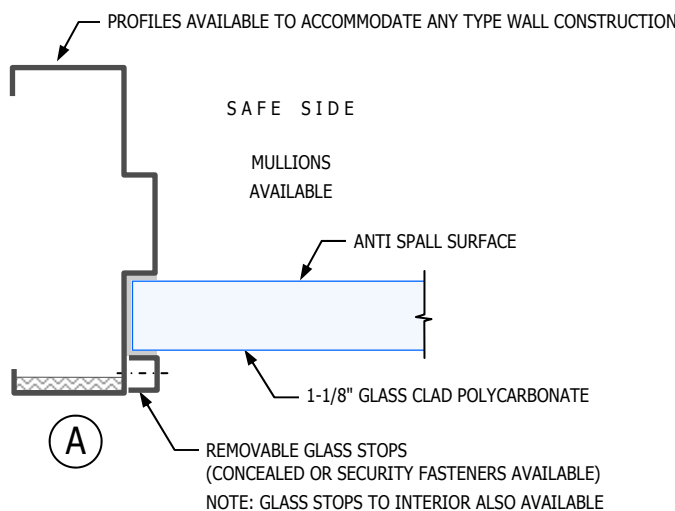 PROFILES AVAILABLE TO ACCOMMODATE ANY TYPE WALL CONSTRUCTION
SAFE SIDE
MULLIONS
AVAILABLE
ANTI SPALL SURFACE
1-1/8" GLASS CLAD POLYCARBONATE
A
REMOVABLE GLASS STOPS
(CONCEALED OR SECURITY FASTENERS AVAILABLE)
NOTE: GLASS STOPS TO INTERIOR ALSO AVAILABLE